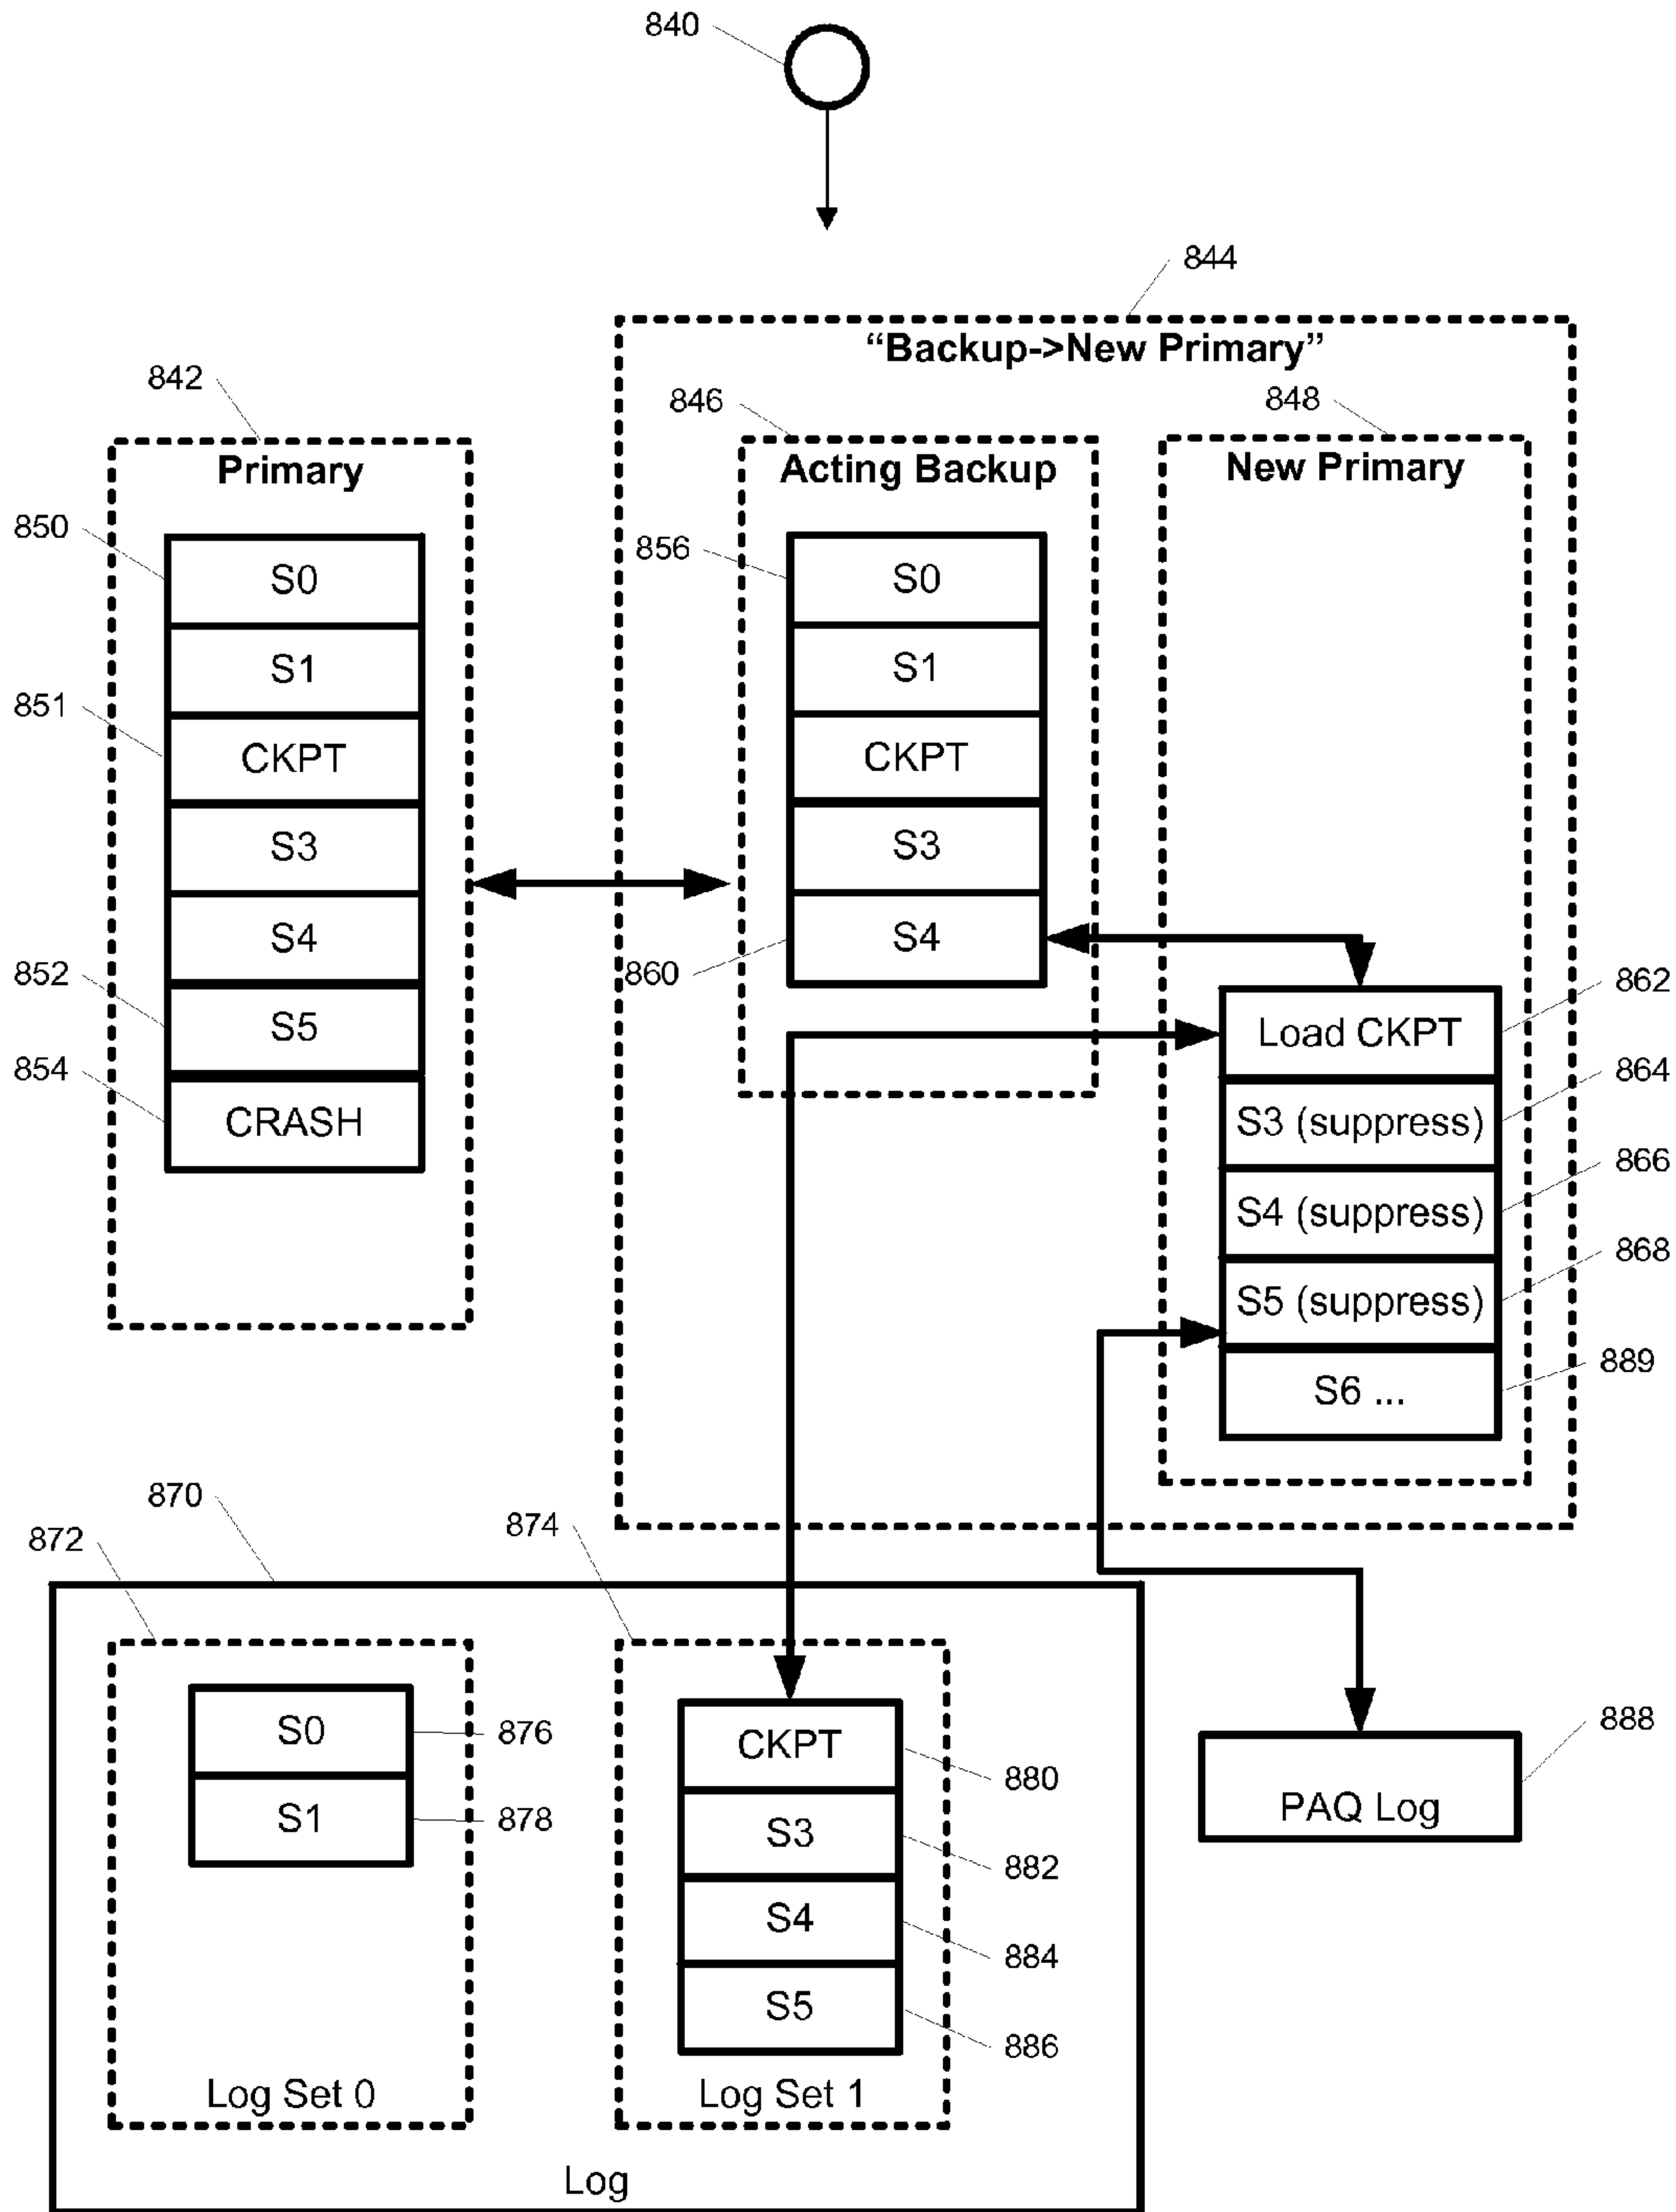 840
844
“Backup->New Primary”
842
846
848
Primary
Acting Backup
New Primary
850
S0
856
S0
S1
S1
851
CKPT
CKPT
S3
S3
S4
860
S4
852
S5
862
Load CKPT
854
CRASH
864
S3 (suppress)
866
S4 (suppress)
868
S5 (suppress)
889
S6 ...
870
872
874
S0
876
CKPT
880
888
PAQ Log
S1
878
S3
882
S4
884
S5
886
Log Set 0
Log Set 1
Log